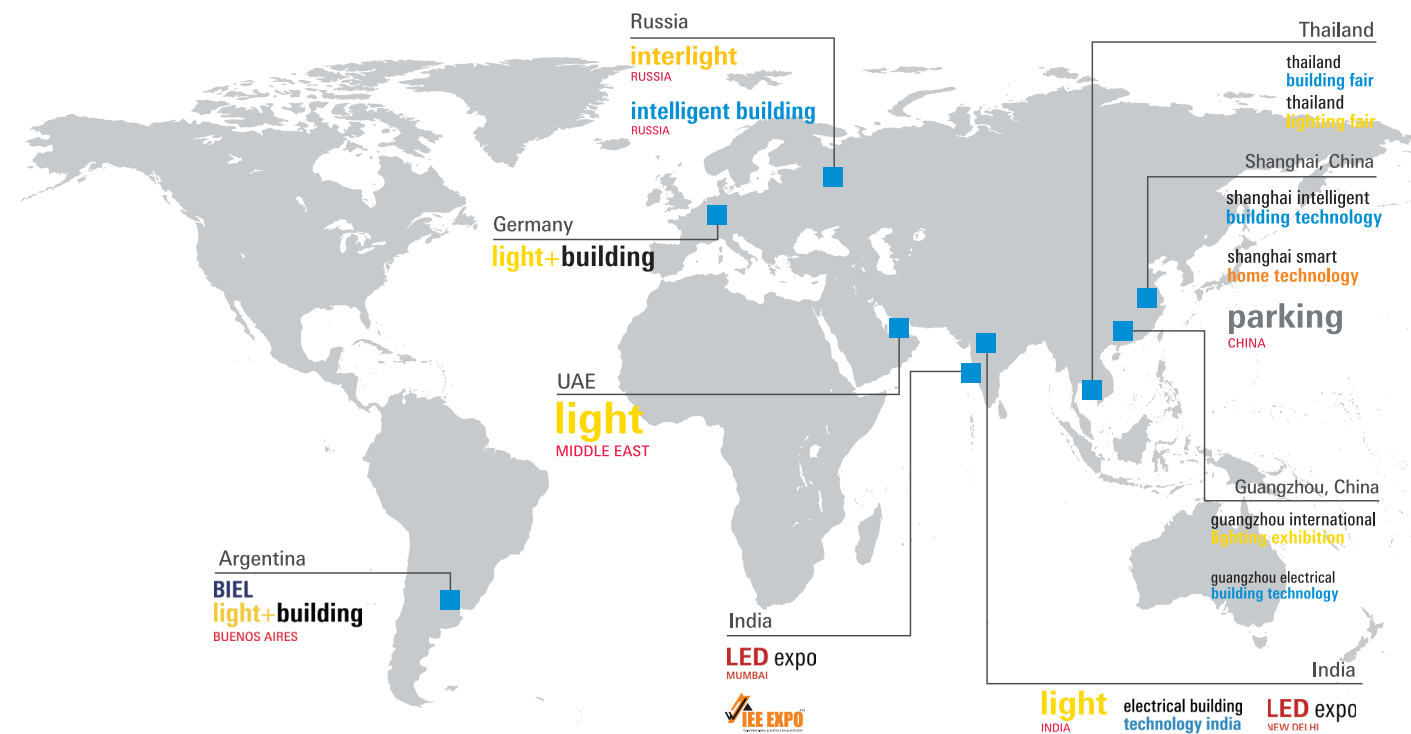 Russia
interlight
RUSSIA
intelligent building
RUSSIA
Thailand
thailand
building fair
thailand
lighting fair
Shanghai, China
shanghai intelligent
building technology
shanghai smart
home technology
parking
CHINA
Germany
light+building
UAE
light
MIDDLE EAST
Guangzhou, China
guangzhou international
lighting exhibition
guangzhou electrical
building technology
Argentina
BIEL
light+building
BUENOS AIRES
India
LED expo
MUMBAI
IEE EXPO
India
light
INDIA
electrical building
technology india
LED expo
NEW DELHI